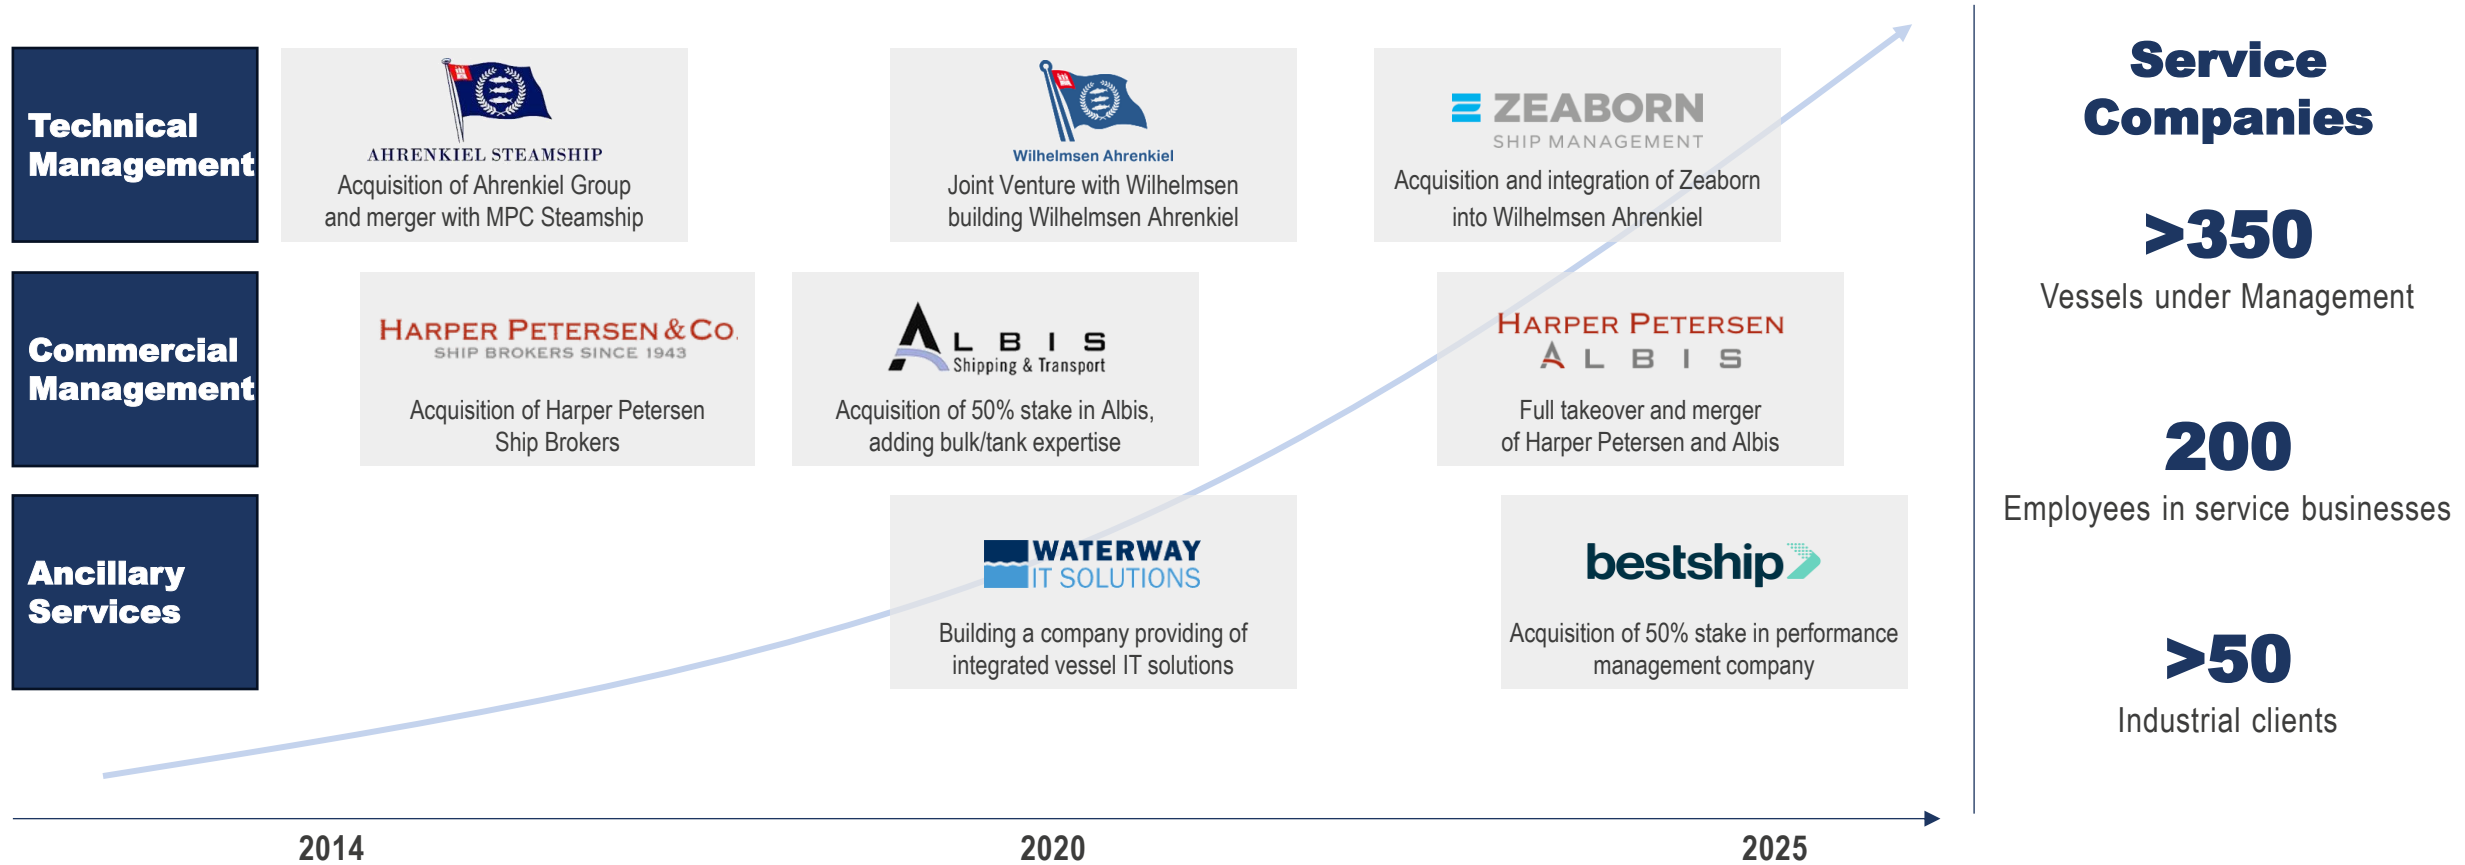 Technical
Management
AHRENKIEL STEAMSHIP
Acquisition of Ahrenkiel Group
and merger with MPC Steamship
Wilhelmsen Ahrenkiel
Joint Venture with Wilhelmsen
building Wilhelmsen Ahrenkiel
ZEABORN
SHIP MANAGEMENT
Acquisition and integration of Zeaborn
into Wilhelmsen Ahrenkiel
Commercial
Management
HARPER PETERSEN & CO.
SHIP BROKERS SINCE 1943
Acquisition of Harper Petersen
Ship Brokers
ALBIS
Shipping & Transport
Acquisition of 50% stake in Albis,
adding bulk/tank expertise
HARPER PETERSEN
ALBIS
Full takeover and merger
of Harper Petersen and Albis
Ancillary
Services
WATERWAY
IT SOLUTIONS
Building a company providing of
integrated vessel IT solutions
bestship
Acquisition of 50% stake in performance
management company
2014
2020
2025
Service
Companies
>350
Vessels under Management
200
Employees in service businesses
>50
Industrial clients